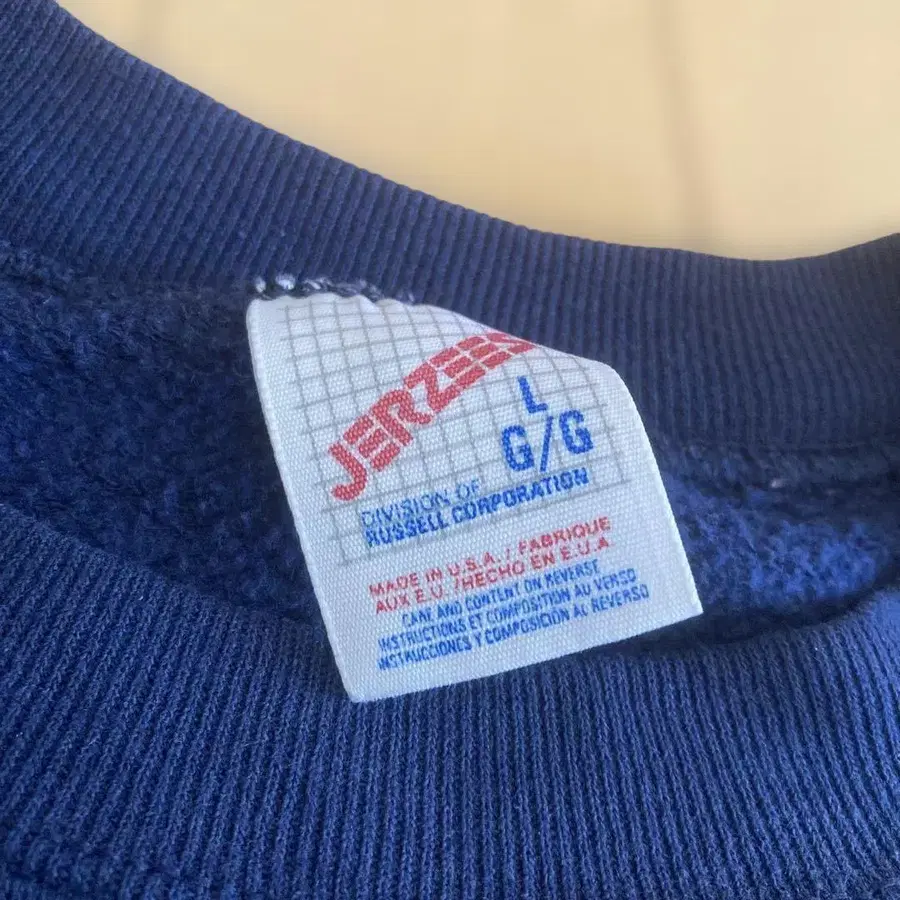 JERZEES
L
G/G
DIVISION OF
RUSSELL CORPORATION
MADE IN U.S.A. / FABRIQUE
AUX E.U. / HECHO EN E.U.A.
CARE AND CONTENT ON REVERSE
INSTRUCTIONS ET COMPOSITION AU VERSO
INSTRUCCIONES Y COMPOSICIÓN AL REVERSO